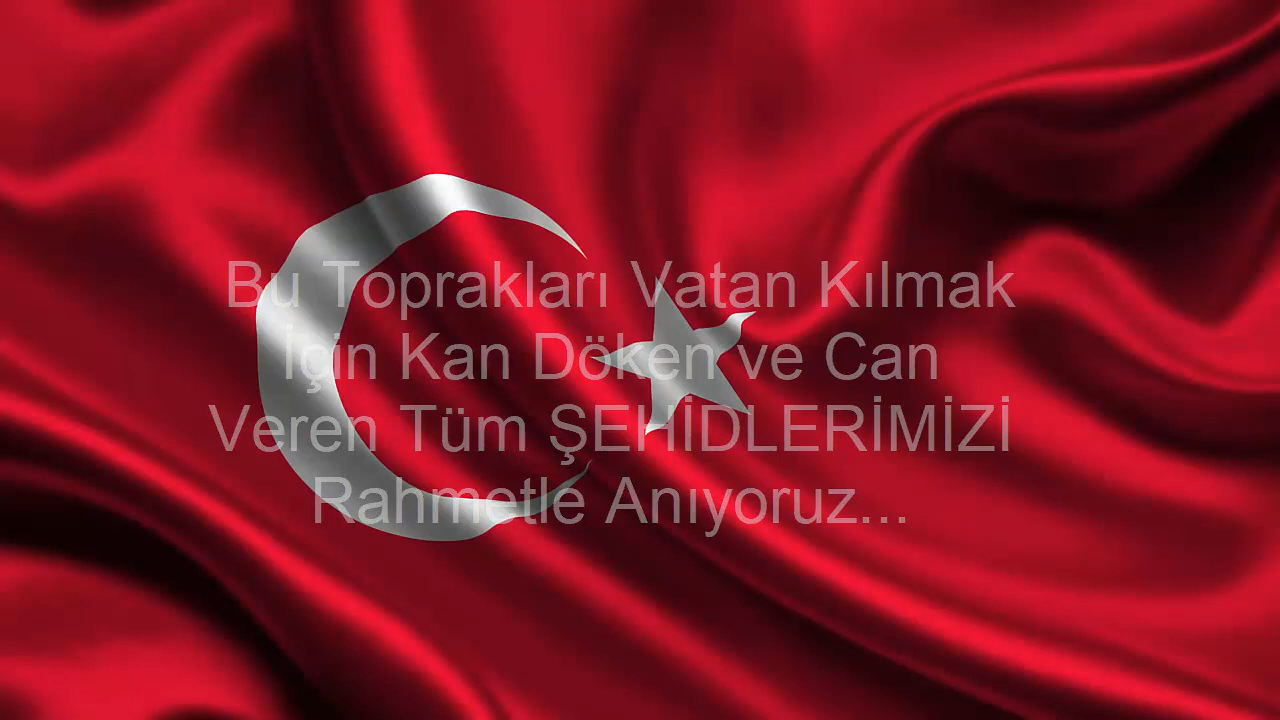 Bu Toprakları Vatan Kılmak
İçin Kan Döken ve Can
Veren Tüm ŞEHİDLERİMİZİ
Rahmetle Anıyoruz...